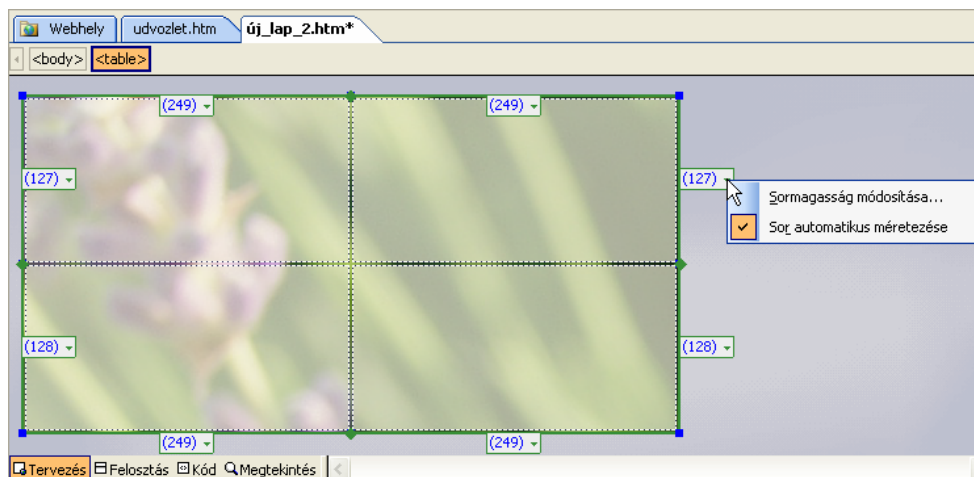 Webhely udvozlet.htm új_lap_2.htm*
<body> <table>
(249) (249)
(127) (127)
Sormagasság módosítása...
Sor automatikus méretezése
(128) (128)
(249) (249)
Tervezés Felosztás Kód Megtekintés